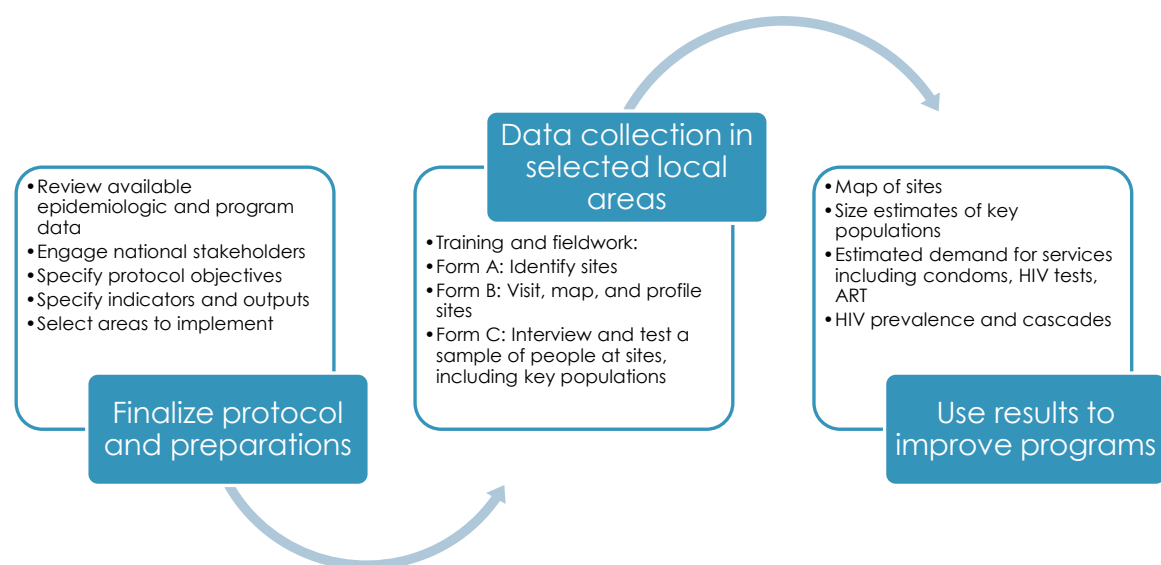 •Review available
epidemiologic and program
data
•Engage national stakeholders
•Specify protocol objectives
•Specify indicators and outputs
•Select areas to implement
Finalize protocol
and preparations
Data collection in
selected local
areas
•Training and fieldwork:
•Form A: Identify sites
•Form B: Visit, map, and profile
sites
•Form C: Interview and test a
sample of people at sites,
including key populations
•Map of sites
•Size estimates of key
populations
•Estimated demand for services
including condoms, HIV tests,
ART
•HIV prevalence and cascades
Use results to
improve programs